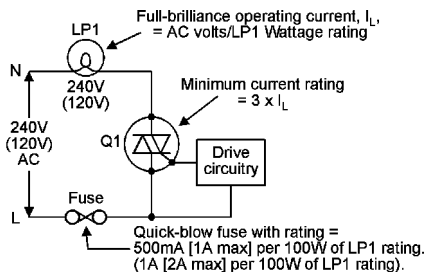 Full-brilliance operating current, IL,
= AC volts/LP1 Wattage rating
LP1
N
240V
(120V)
Minimum current rating
= 3 x IL
240V
(120V)
AC
Q1
Drive
circuitry
Fuse
L
Quick-blow fuse with rating =
500mA [1A max] per 100W of LP1 rating.
(1A [2A max] per 100W of LP1 rating).